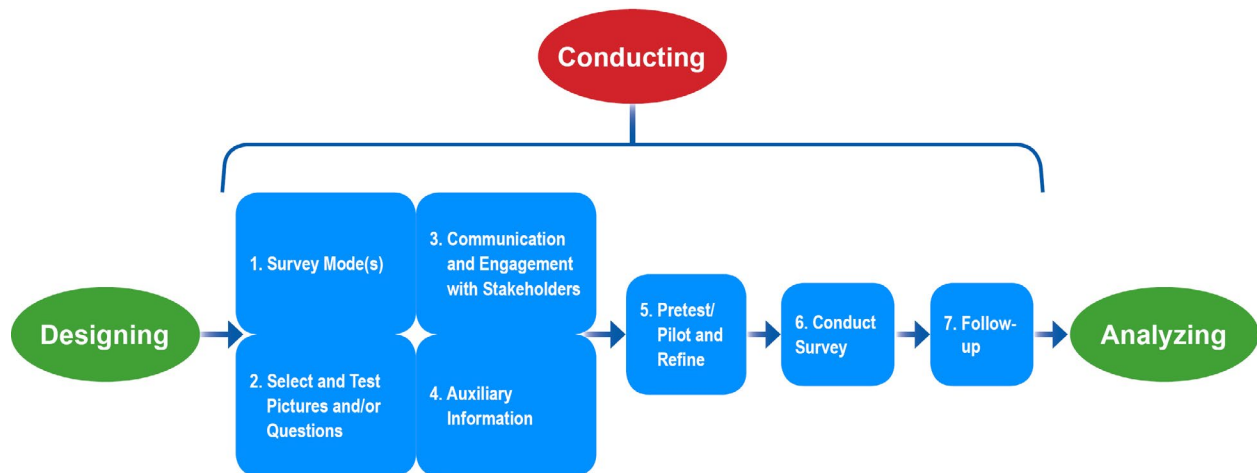 Conducting
Designing
1. Survey Mode(s)
2. Select and Test
Pictures and/or
Questions
3. Communication
and Engagement
with Stakeholders
4. Auxiliary
Information
5. Pretest/
Pilot and
Refine
6. Conduct
Survey
7. Follow-
up
Analyzing